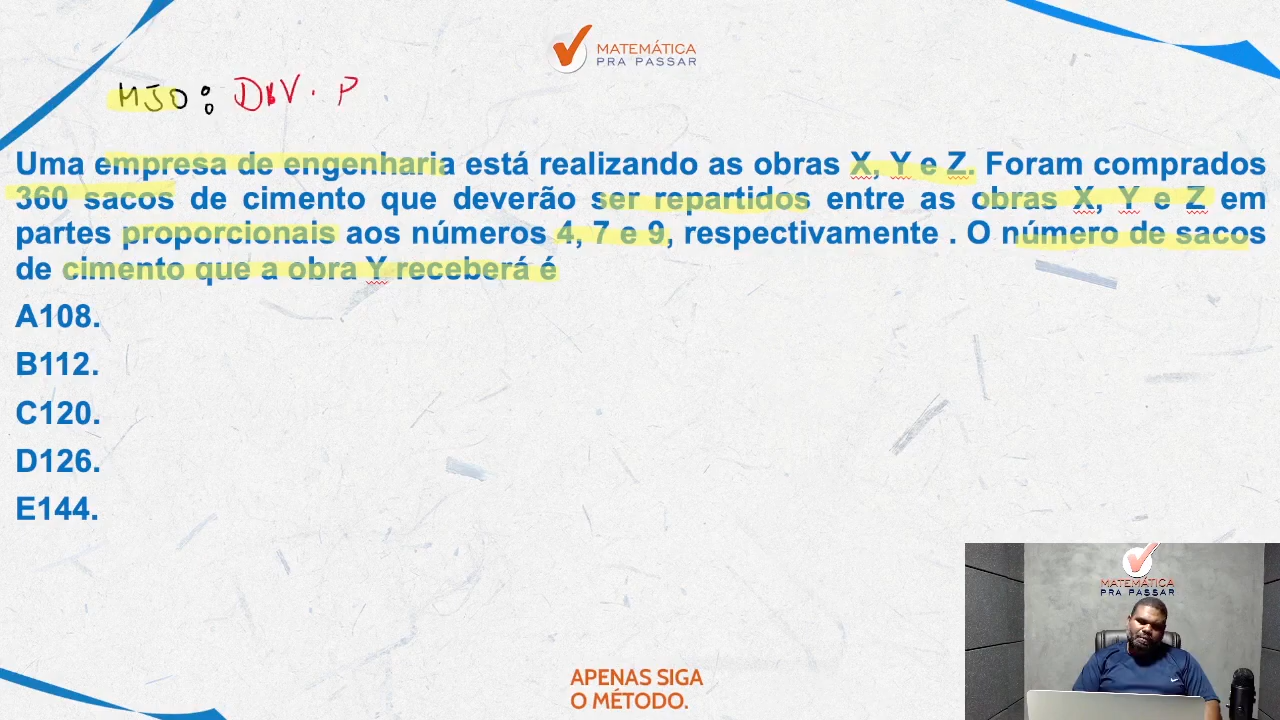 MATEMÁTICA
PRA PASSAR
MJD: DIV. P
Uma empresa de engenharia está realizando as obras X, Y e Z. Foram comprados
360 sacos de cimento que deverão ser repartidos entre as obras X, Y e Z em
partes proporcionais aos números 4, 7 e 9, respectivamente . O número de sacos
de cimento que a obra Y receberá é
A108.
B112.
C120.
D126.
E144.
MATEMÁTICA
PRA PASSAR
APENAS SIGA
O MÉTODO.